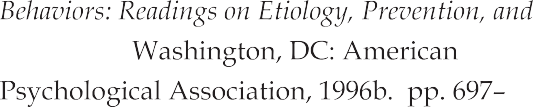 Behaviors: Readings on Etiology, Prevention, and
Washington, DC: American
Psychological Association, 1996b. pp. 697–